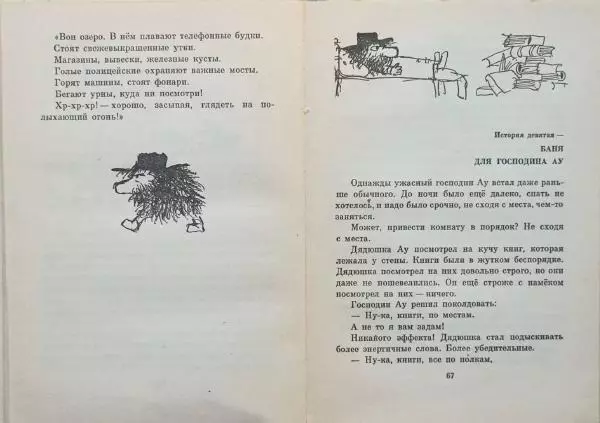 «Вон озеро. В нём плавают телефонные будки.
Стоят свежевыкрашенные утки.
Магазины, вывески, железные кусты.
Голые полицейские охраняют важные мосты.
Горят машины, стоят фонари.
Бегают урны, куда ни посмотри!
Хр-хр-хр! — хорошо, засыпая, глядеть на по-
лыхающий огонь!»
История девятая —
БАНЯ
ДЛЯ ГОСПОДИНА АУ
Однажды ужасный господин Ау встал даже рань-
ше обычного. До ночи было ещё далеко, спать не
хотелось, и надо было срочно, не сходя с места, чем-то
заняться.
Может, привести комнату в порядок? Не сходя
с места.
Дядюшка Ау посмотрел на кучу книг, которая
лежала у стены. Книги были в жутком беспорядке.
Дядюшка посмотрел на них довольно строго, но они
даже не пошевелились. Он ещё строже с намёком
посмотрел на них — ничего.
Господин Ау решил поколдовать:
— Ну-ка, книги, по местам.
А не то я вам задам!
Никакого эффекта! Дядюшка стал подыскивать
более энергичные слова. Более убедительные.
— Ну-ка, книги, все по полкам,
67